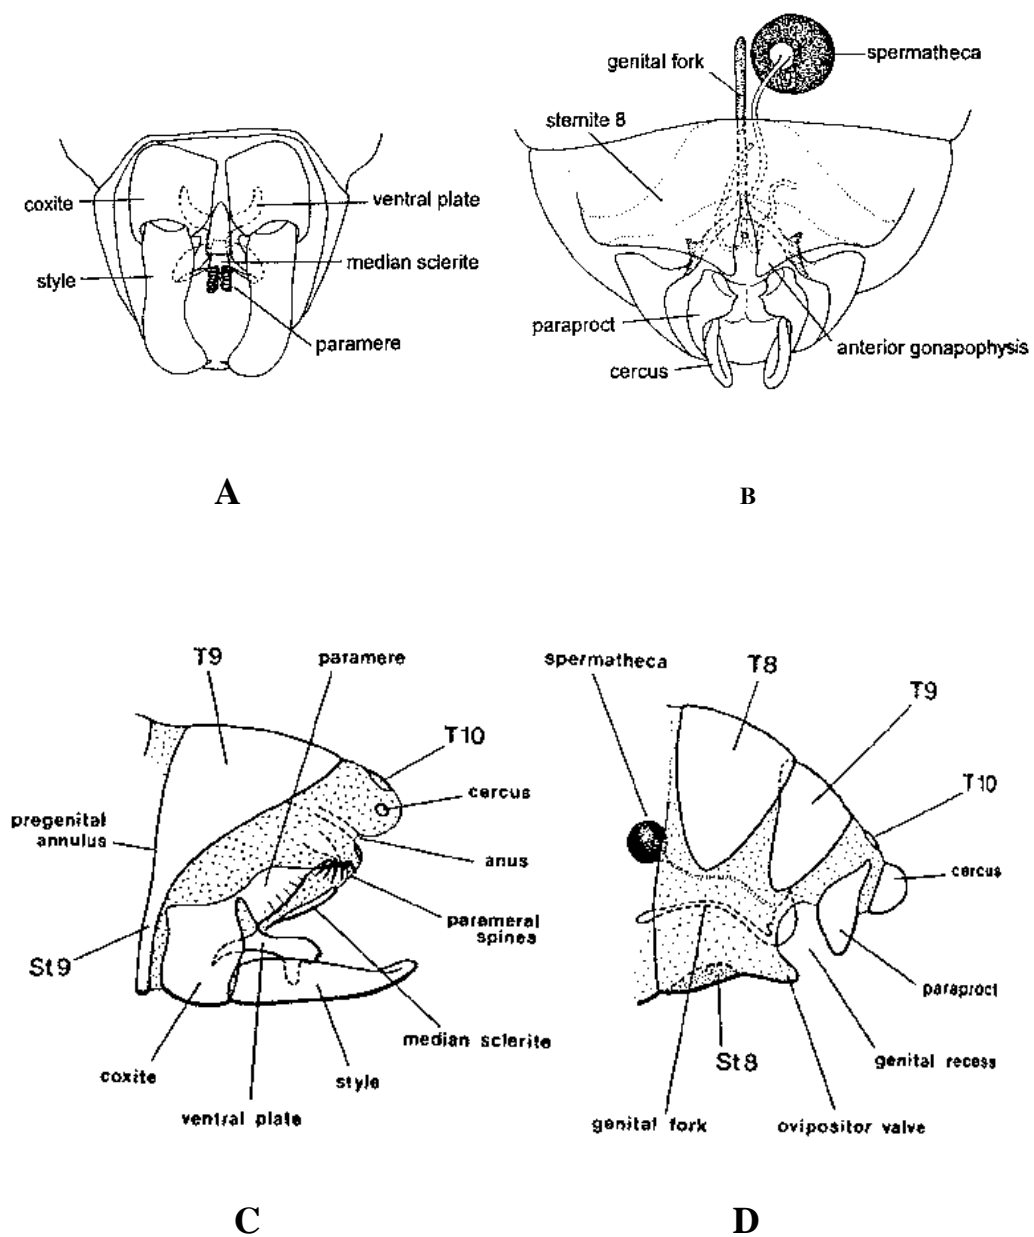 genital fork
spermatheca
sternite 8
coxite
ventral plate
style
median sclerite
paramere
paraproct
anterior gonapophysis
cercus
A
B
T9
paramere
T10
cercus
pregenital
annulus
anus
parameral
spines
St9
median sclerite
coxite
style
ventral plate
spermatheca
T8
T9
T10
cercus
paraproct
St8
genital recess
genital fork
ovipositor valve
C
D